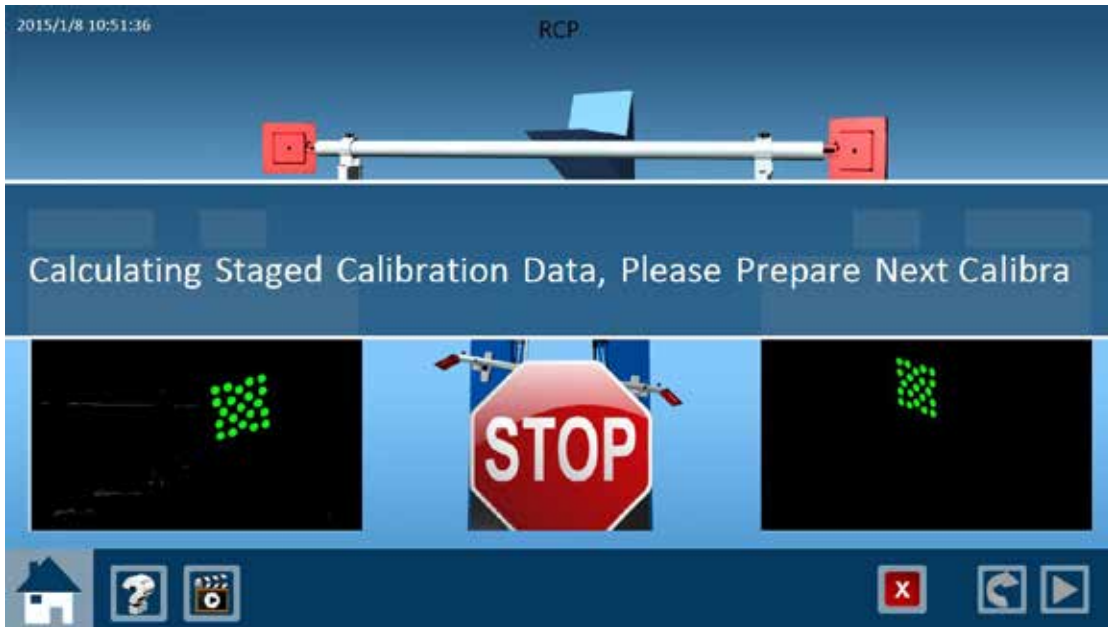 2015/1/8 10:51:36
RCP
Calculating Staged Calibration Data, Please Prepare Next Calibra
STOP
X